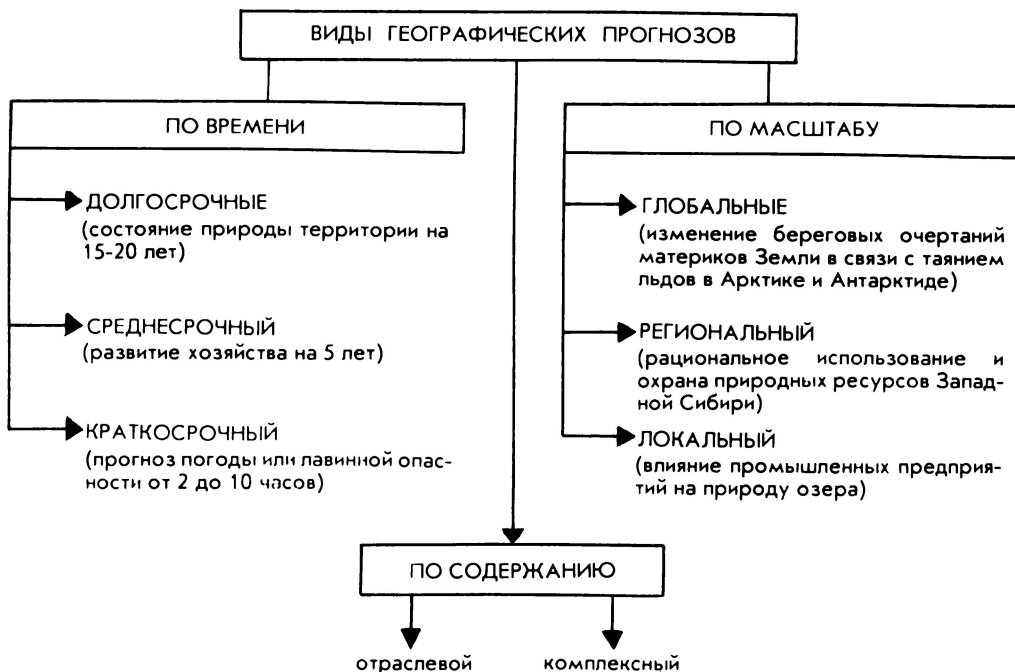 ВИДЫ ГЕОГРАФИЧЕСКИХ ПРОГНОЗОВ
ПО ВРЕМЕНИ
ДОЛГОСРОЧНЫЕ
(состояние природы территории на
15-20 лет)
СРЕДНЕСРОЧНЫЙ
(развитие хозяйства на 5 лет)
КРАТКОСРОЧНЫЙ
(прогноз погоды или лавинной опас-
ности от 2 до 10 часов)
ПО МАСШТАБУ
ГЛОБАЛЬНЫЕ
(изменение береговых очертаний
материков Земли в связи с таянием
льдов в Арктике и Антарктиде)
РЕГИОНАЛЬНЫЙ
(рациональное использование и
охрана природных ресурсов Запад-
ной Сибири)
ЛОКАЛЬНЫЙ
(влияние промышленных предприя-
тий на природу озера)
ПО СОДЕРЖАНИЮ
отраслевой
комплексный